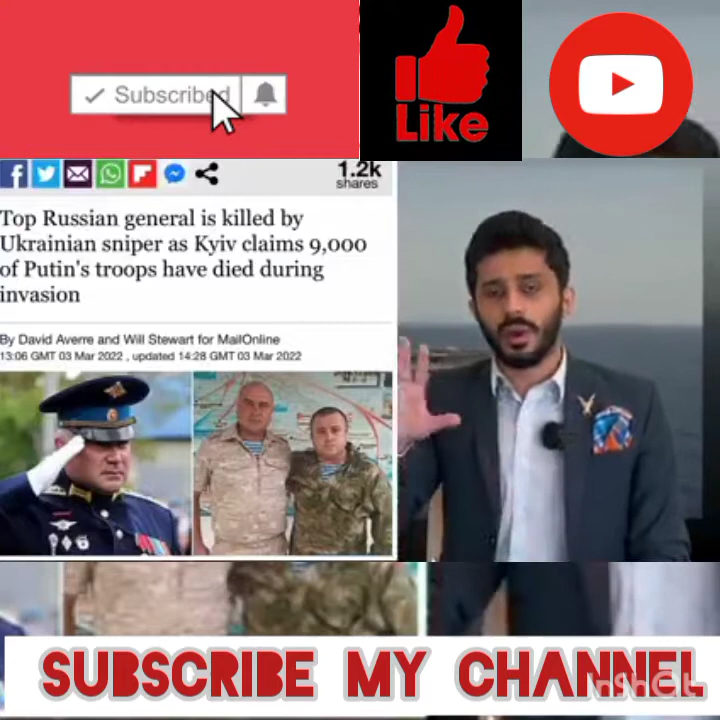 ✓ Subscribed
Like
1.2k
shares
Top Russian general is killed by
Ukrainian sniper as Kyiv claims 9,000
of Putin's troops have died during
invasion
By David Averre and Will Stewart for MailOnline
13:06 GMT 03 Mar 2022 , updated 14:28 GMT 03 Mar 2022
SUBSCRIBE MY CHANNEL
InShOt